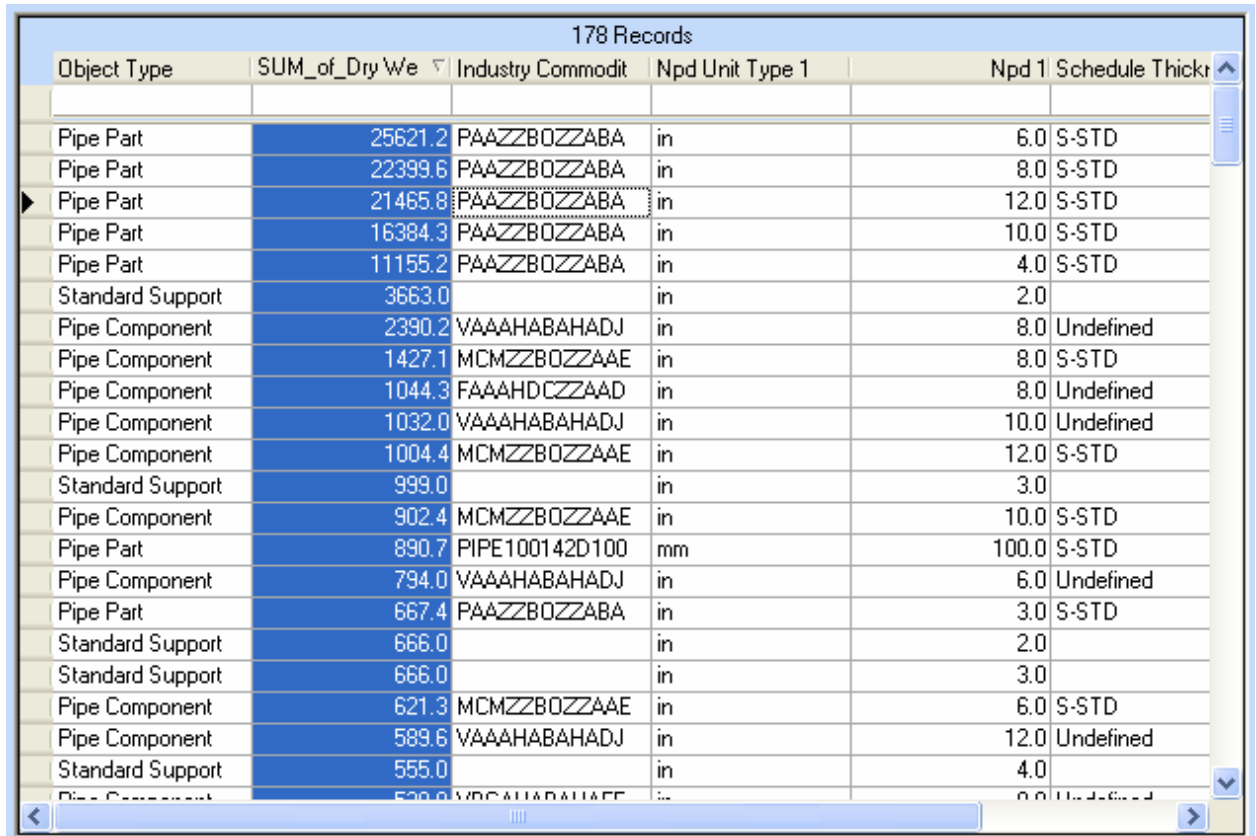 178 Records
Object Type SUM_of_Dry We Industry Commodit Npd Unit Type 1 Npd 1 Schedule Thickr
Pipe Part 25621.2 PAAZZBOZZABA in 6.0 S-STD
Pipe Part 22399.6 PAAZZBOZZABA in 8.0 S-STD
Pipe Part 21465.8 PAAZZBOZZABA in 12.0 S-STD
Pipe Part 16384.3 PAAZZBOZZABA in 10.0 S-STD
Pipe Part 11155.2 PAAZZBOZZABA in 4.0 S-STD
Standard Support 3663.0 in 2.0
Pipe Component 2390.2 VAAAHABAHADJ in 8.0 Undefined
Pipe Component 1427.1 MCMZZBOZZAAE in 8.0 S-STD
Pipe Component 1044.3 FAAAHDCZZAAD in 8.0 Undefined
Pipe Component 1032.0 VAAAHABAHADJ in 10.0 Undefined
Pipe Component 1004.4 MCMZZBOZZAAE in 12.0 S-STD
Standard Support 999.0 in 3.0
Pipe Component 902.4 MCMZZBOZZAAE in 10.0 S-STD
Pipe Part 890.7 PIPE100142D100 mm 100.0 S-STD
Pipe Component 794.0 VAAAHABAHADJ in 6.0 Undefined
Pipe Part 667.4 PAAZZBOZZABA in 3.0 S-STD
Standard Support 666.0 in 2.0
Standard Support 666.0 in 3.0
Pipe Component 621.3 MCMZZBOZZAAE in 6.0 S-STD
Pipe Component 589.6 VAAAHABAHADJ in 12.0 Undefined
Standard Support 555.0 in 4.0
Pipe Component in Undefined